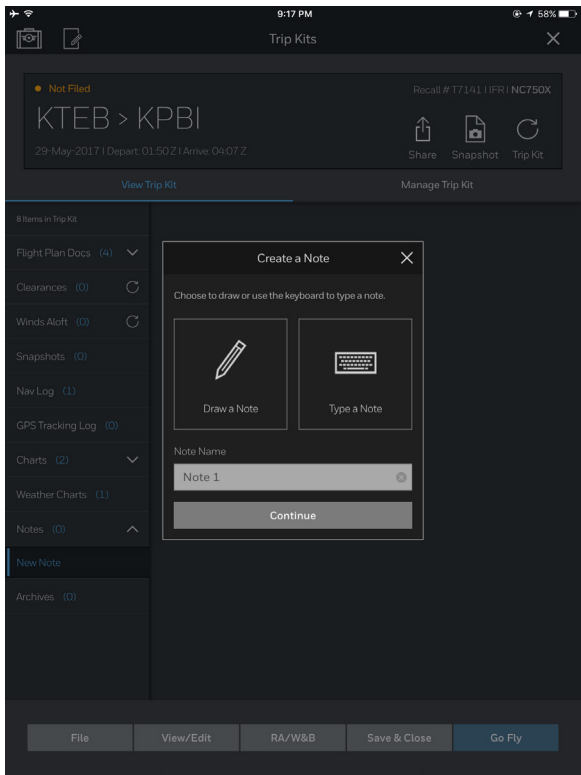 9:17 PM
58%
Trip Kits
Not Filed
Recall # T7141 I IFR I NC750X
KTEB > KPBI
29-May-2017 I Depart: 01:50 Z I Arrive: 04:07 Z
Share Snapshot Trip Kit
View Trip Kit
Manage Trip Kit
8 Items in Trip Kit
Flight Plan Docs (4)
Clearances (0)
Winds Aloft (0)
Snapshots (0)
Nav Log (1)
GPS Tracking Log (0)
Charts (2)
Weather Charts (1)
Notes (0)
New Note
Archives (0)
Create a Note
Choose to draw or use the keyboard to type a note.
Draw a Note
Type a Note
Note Name
Note 1
Continue
File View/Edit RA/W&B Save & Close Go Fly